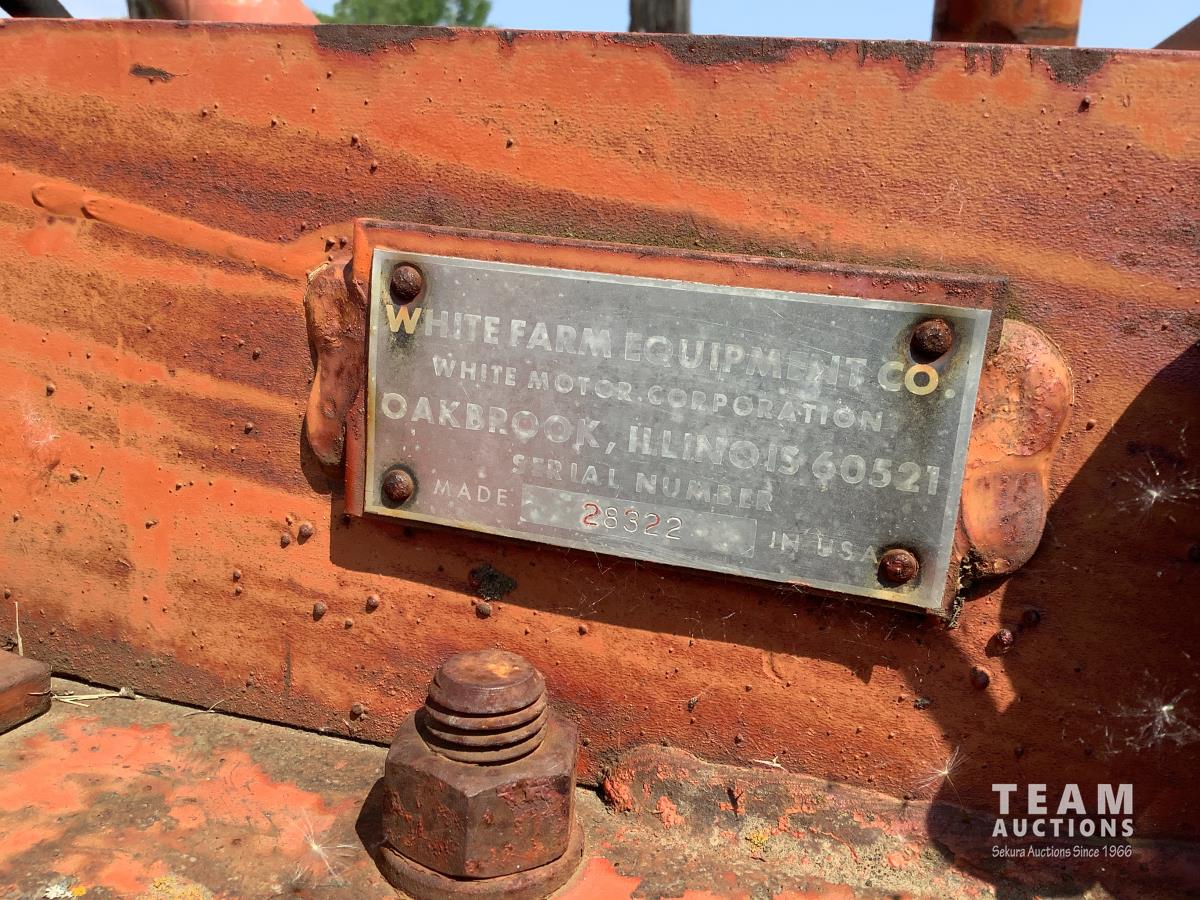 WHITE FARM EQUIPMENT CO.
WHITE MOTOR CORPORATION
OAKBROOK, ILLINOIS 60521
SERIAL NUMBER
MADE 28322 IN USA
TEAM
AUCTIONS
Sekura Auctions Since 1966